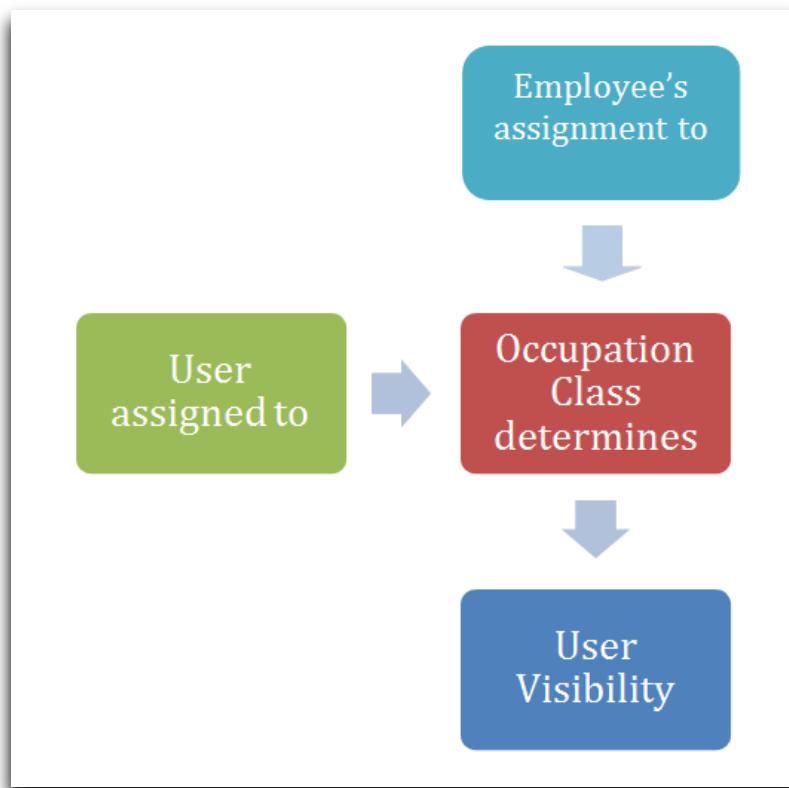 Employee’s
assignment to
User
assigned to
Occupation
Class
determines
User
Visibility